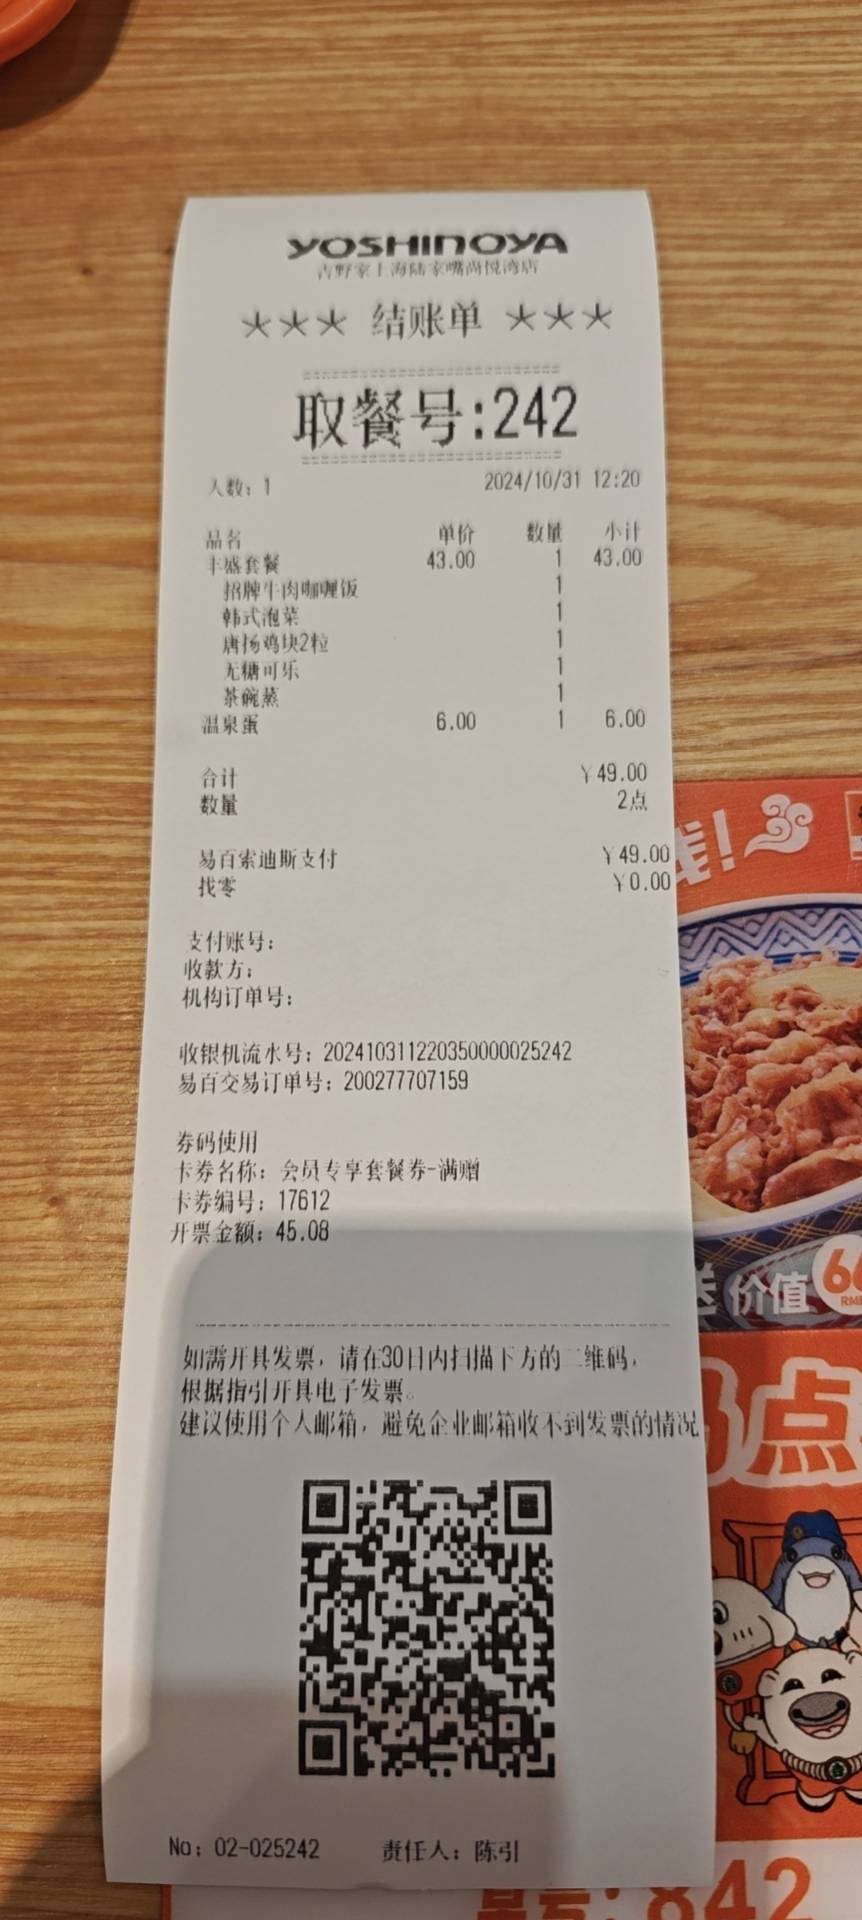 YOSHINOYA
吉野家上海陆家嘴尚悦湾店
*** 结账单 ***
取餐号:242
人数: 1 2024/10/31 12:20
品名 单价 数量 小计
丰盛套餐 43.00 1 43.00
招牌牛肉咖喱饭 1
韩式泡菜 1
唐扬鸡块2粒 1
无糖可乐 1
茶碗蒸 1
温泉蛋 6.00 1 6.00
合计 ¥49.00
数量 2点
易百索迪斯支付 ¥49.00
找零 ¥0.00
支付账号:
收款方:
机构订单号:
收银机流水号: 2024103112203500000​25242
易百交易订单号: 200277707159
券码使用
卡券名称: 会员专享套餐券-满赠
卡券编号: 17612
开票金额: 45.08
如需开具发票, 请在30日内扫描下方的二维码,
根据指引开具电子发票。
建议使用个人邮箱, 避免企业邮箱收不到发票的情况
No: 02-025242 责任人: 陈引
送 价值
点
842